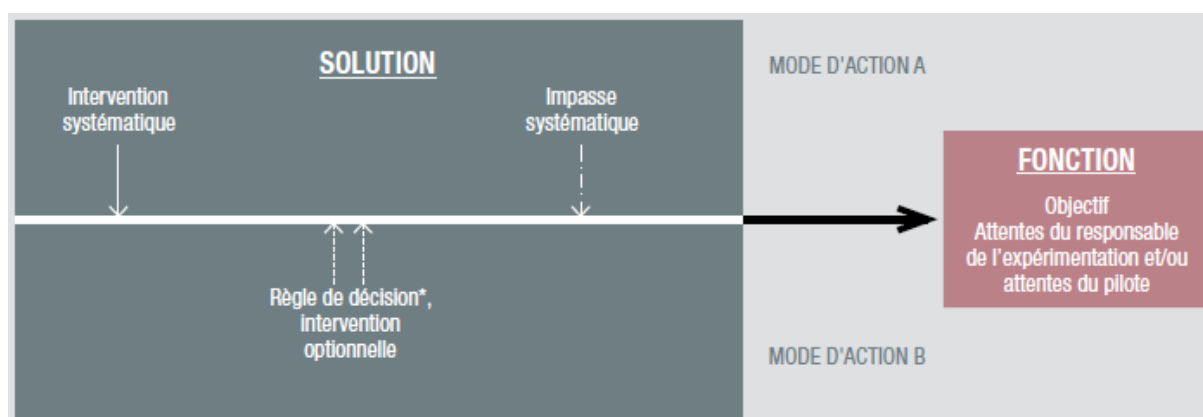 SOLUTION
Intervention
systématique
Impasse
systématique
Règle de décision*,
intervention
optionnelle
MODE D'ACTION A
FONCTION
Objectif
Attentes du responsable
de l'expérimentation et/ou
attentes du pilote
MODE D'ACTION B